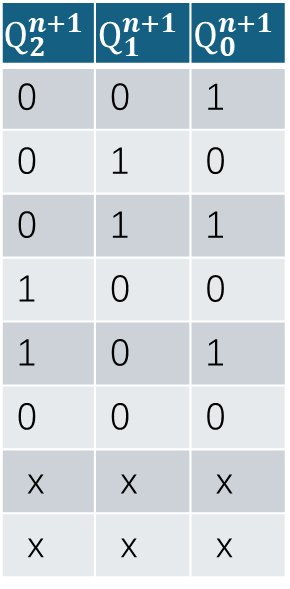 Q₂ⁿ⁺¹ Q₁ⁿ⁺¹ Q₀ⁿ⁺¹
0 0 1
0 1 0
0 1 1
1 0 0
1 0 1
0 0 0
x x x
x x x